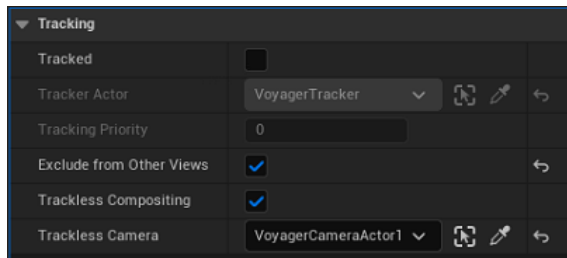 Tracking
Tracked
Tracker Actor VoyagerTracker
Tracking Priority 0
Exclude from Other Views
Trackless Compositing
Trackless Camera VoyagerCameraActor1